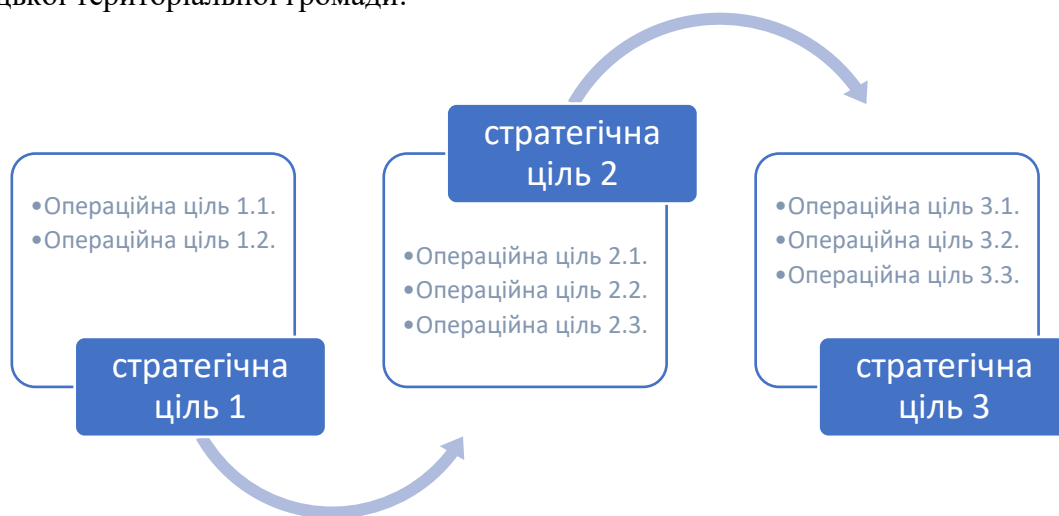 територіальної громади.
•Операційна ціль 1.1.
•Операційна ціль 1.2.
стратегічна
ціль 1
стратегічна
ціль 2
•Операційна ціль 2.1.
•Операційна ціль 2.2.
•Операційна ціль 2.3.
•Операційна ціль 3.1.
•Операційна ціль 3.2.
•Операційна ціль 3.3.
стратегічна
ціль 3